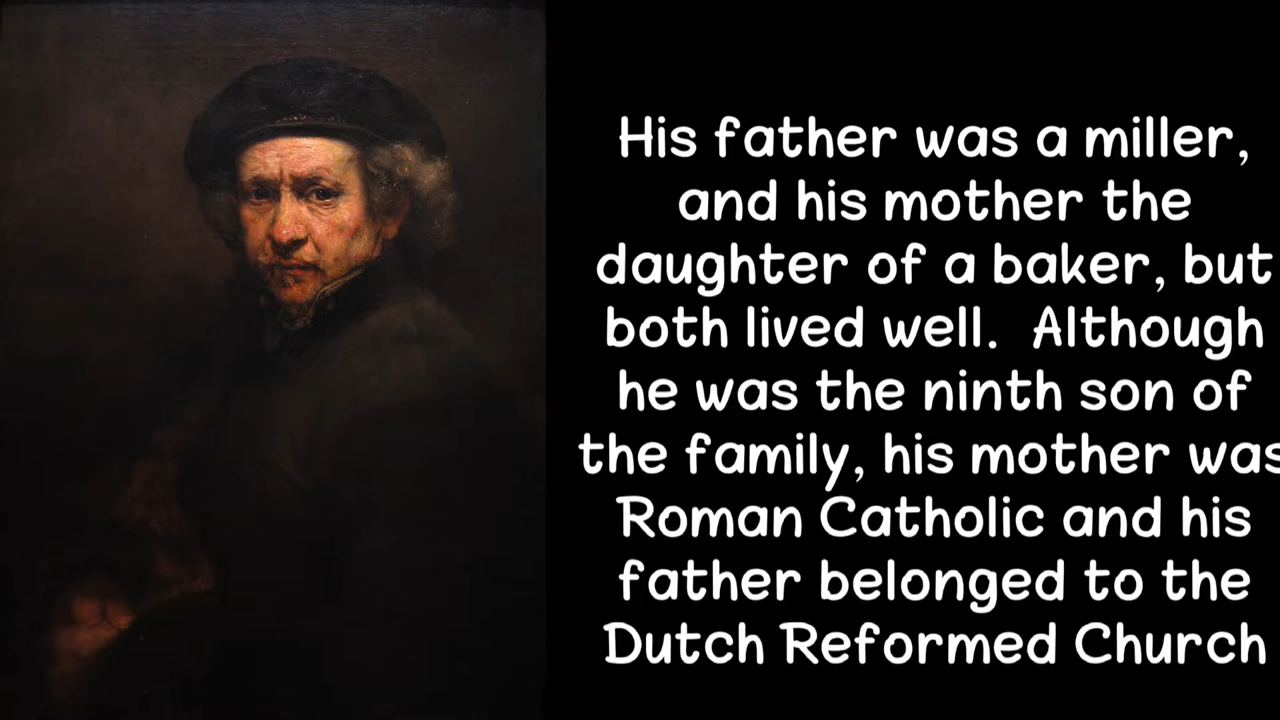 His father was a miller,
and his mother the
daughter of a baker, but
both lived well.  Although
he was the ninth son of
the family, his mother was
Roman Catholic and his
father belonged to the
Dutch Reformed Church